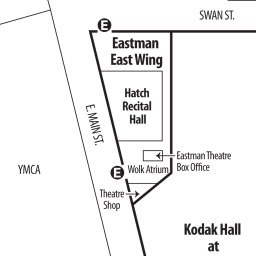 SWAN ST.
E
Eastman
East Wing
Hatch
Recital
Hall
E. MAIN ST.
Eastman Theatre
Box Office
YMCA
E
Wolk Atrium
Theatre
Shop
Kodak Hall
at